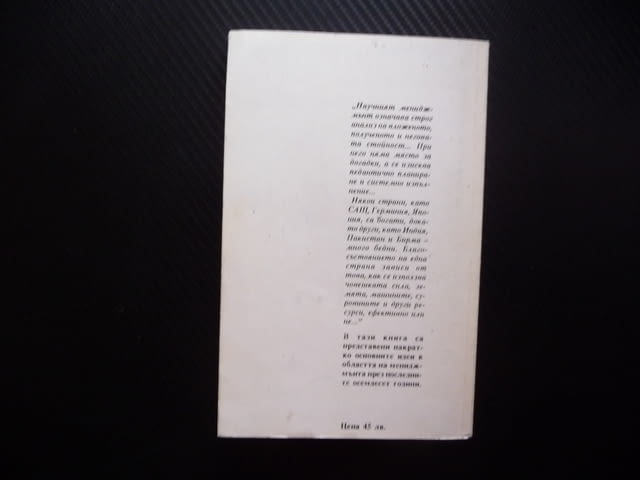 „Научният менидж-
мънт означава строг
анализ на вложеното,
полученото и негова-
та стойност... При
него няма място за
догадки, а се изисква
педантично планира-
не и системно изпъл-
нение...
Някои страни, като
САЩ, Германия, Япо-
ния, са богати, дока-
то други, като Индия,
Пакистан и Бирма –
много бедни. Благо-
състоянието на една
страна зависи от
това, как се използва
човешката сила, зе-
мята, машините, су-
ровините и други ре-
сурси, ефективно или
не..."
В тази книга са
представени накрат-
ко основните идеи в
областта на менидж-
мънта през последни-
те осемдесет години.
Цена 45 лв.